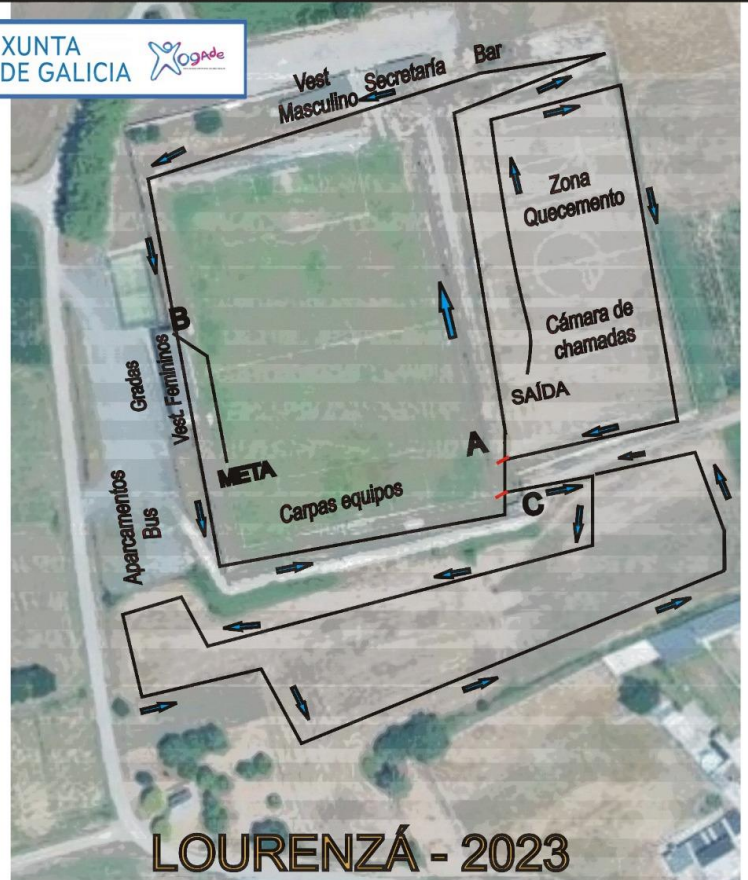 XUNTA
DE GALICIA
XOGADE
Vest
Masculino
Secretaría
Bar
Zona
Quecemento
Cámara de
chamadas
SAÍDA
B
Gradas
Vest. Femininos
META
A
Carpas equipos
C
Aparcamentos
Bus
LOURENZÁ - 2023